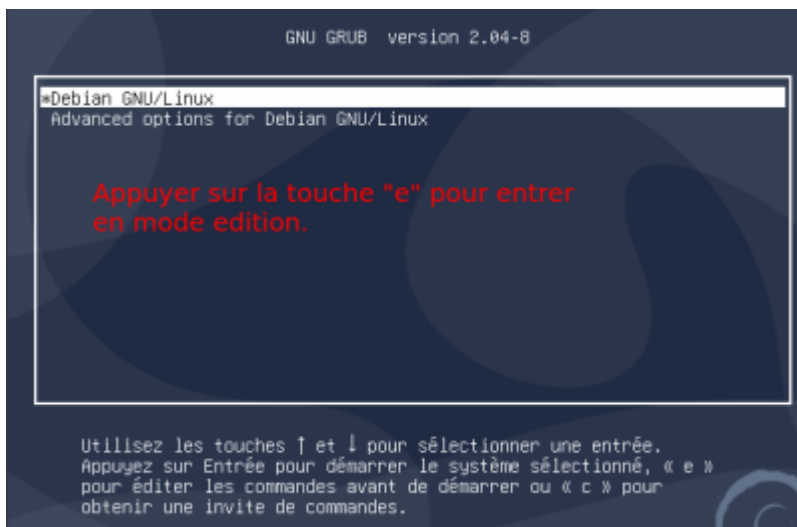 GNU GRUB  version 2.04-8
*Debian GNU/Linux
Advanced options for Debian GNU/Linux
Appuyer sur la touche "e" pour entrer
en mode edition.
Utilisez les touches ↑ et ↓ pour sélectionner une entrée.
Appuyez sur Entrée pour démarrer le système sélectionné, « e »
pour éditer les commandes avant de démarrer ou « c » pour
obtenir une invite de commandes.